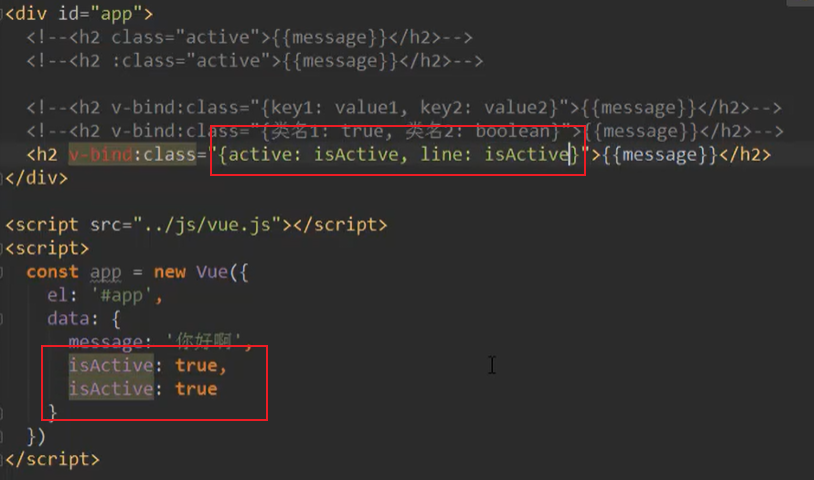 <div id="app">
<!--<h2 class="active">{{message}}</h2>-->
<!--<h2 :class="active">{{message}}</h2>-->
<!--<h2 v-bind:class="{key1: value1, key2: value2}">{{message}}</h2>-->
<!--<h2 v-bind:class="{类名1: true, 类名2: boolean}">{{message}}</h2>-->
<h2 v-bind:class="{active: isActive, line: isActive}">{{message}}</h2>
</div>
<script src="../js/vue.js"></script>
<script>
const app = new Vue({
el: '#app',
data: {
message: '你好啊',
isActive: true,
isActive: true
}
})
</script>